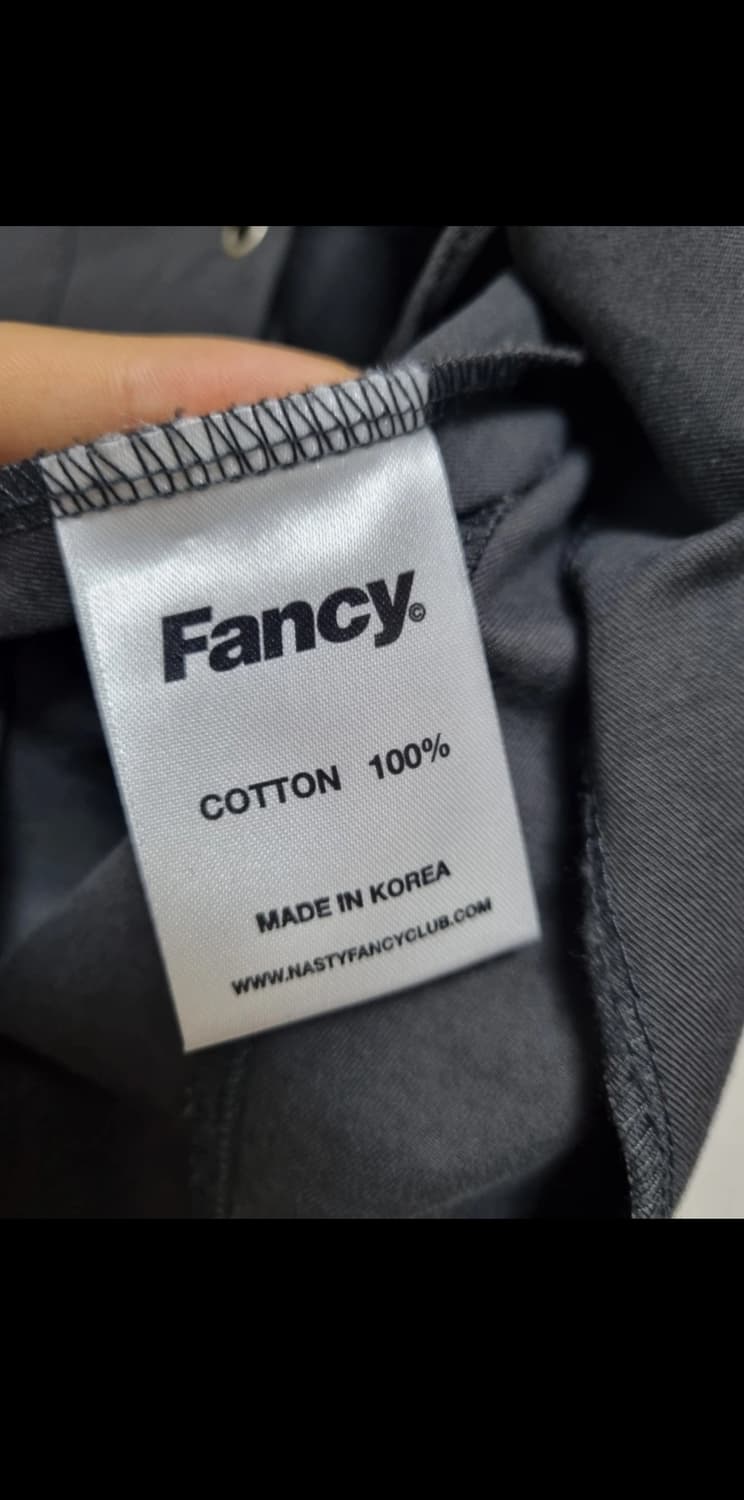 Fancy.©
COTTON 100%
MADE IN KOREA
WWW.NASTYFANCYCLUB.COM